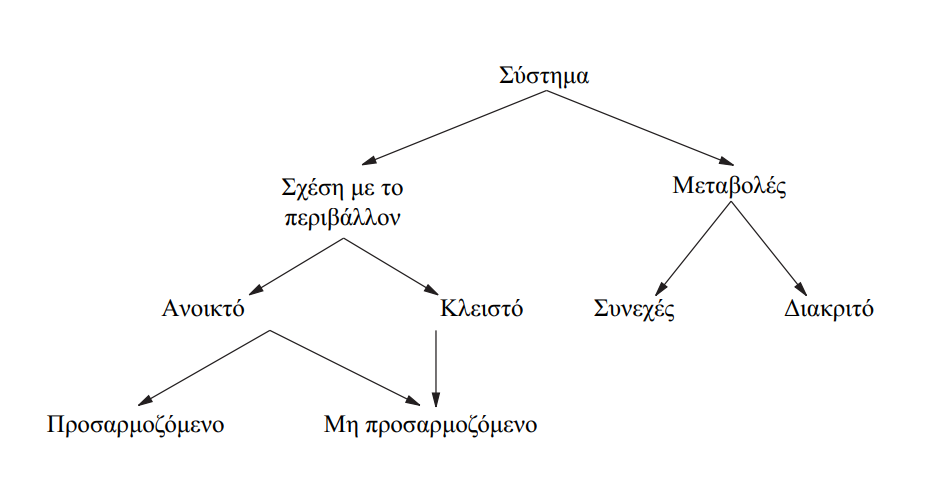 Σύστημα
Σχέση με το
περιβάλλον
Μεταβολές
Ανοικτό
Κλειστό
Συνεχές
Διακριτό
Προσαρμοζόμενο
Μη προσαρμοζόμενο